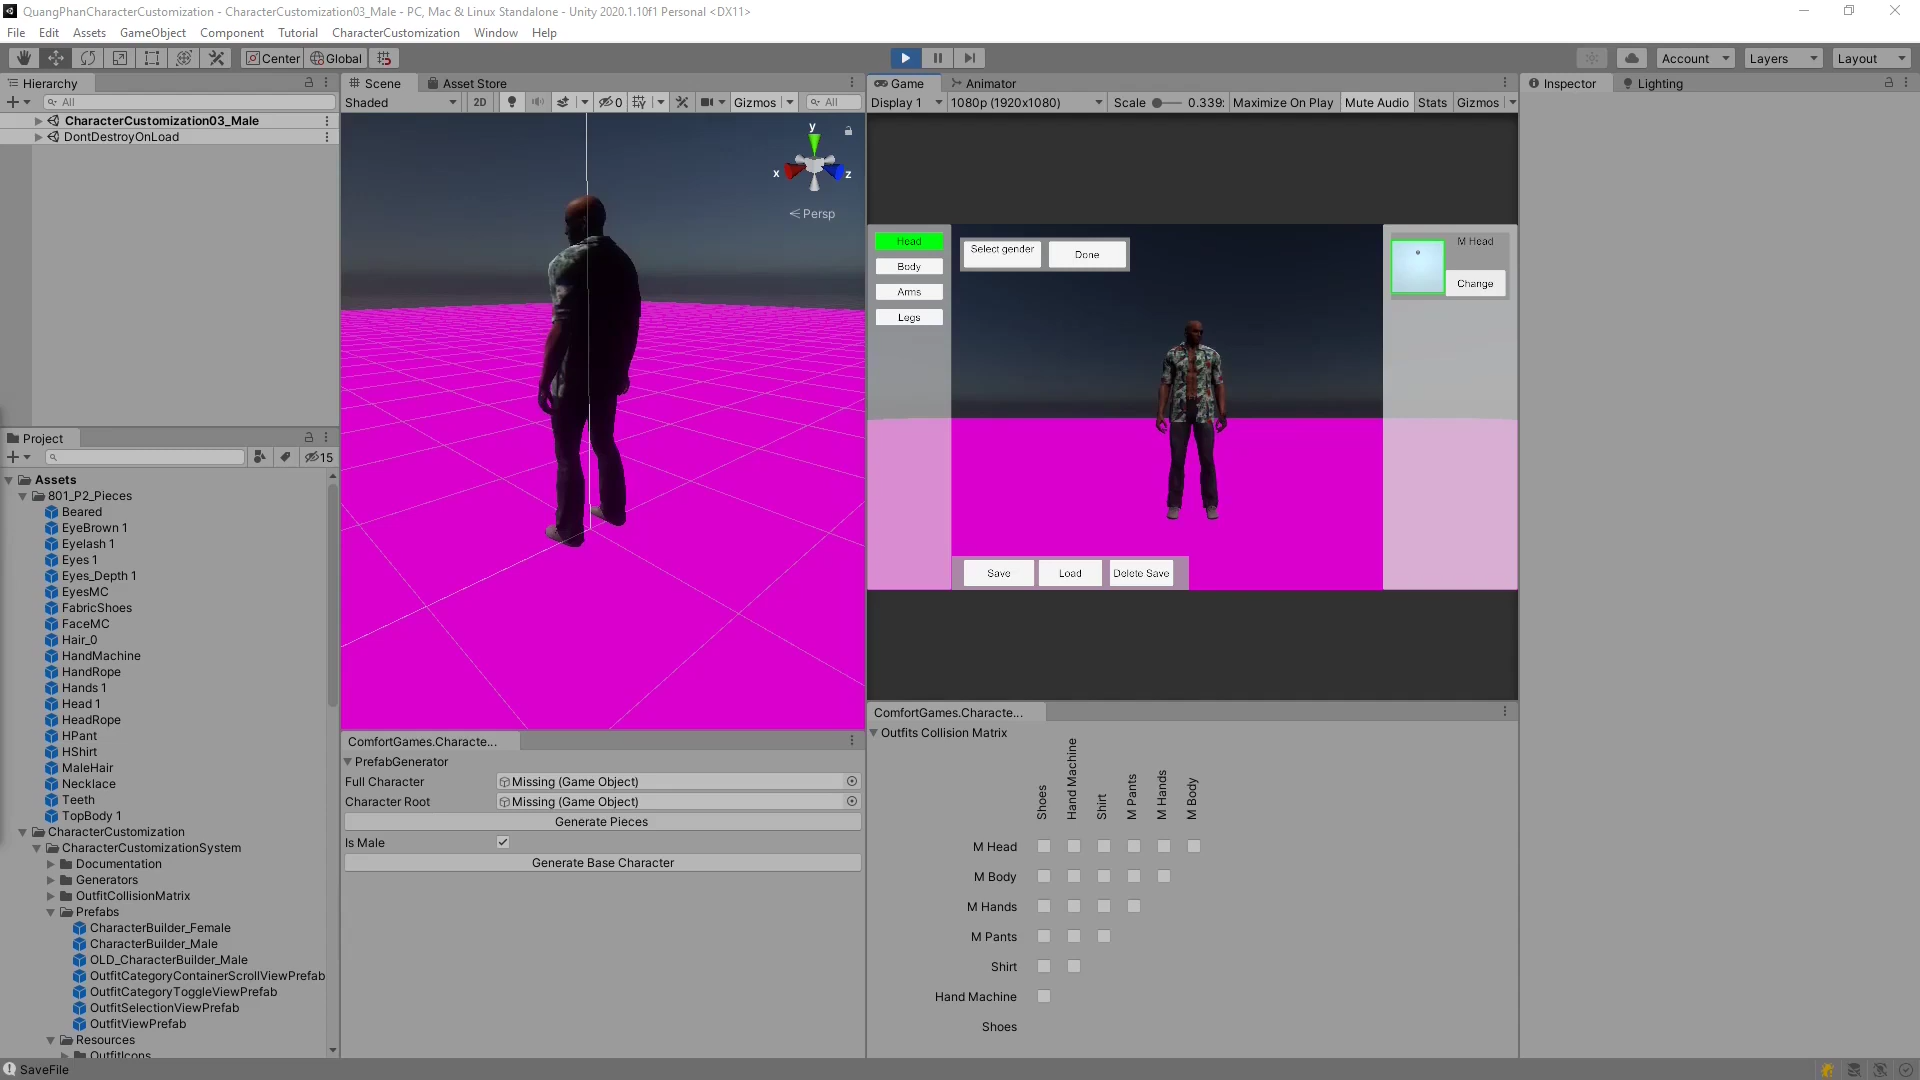 QuangPhanCharacterCustomization - CharacterCustomization03_Male - PC, Mac & Linux Standalone - Unity 2020.1.10f1 Personal <DX11>
File Edit Assets GameObject Component Tutorial CharacterCustomization Window Help
Center Global Account Layers Layout
Hierarchy
All
CharacterCustomization03_Male
DontDestroyOnLoad
Scene Asset Store
Shaded 2D 0 Gizmos All
y
x
z
Persp
Game Animator
Display 1 1080p (1920x1080) Scale 0.339: Maximize On Play Mute Audio Stats Gizmos
Head
Body
Arms
Legs
Select gender
Done
M Head
Change
Save
Load
Delete Save
Inspector Lighting
Project
15
Assets
801_P2_Pieces
Beared
EyeBrown 1
Eyelash 1
Eyes 1
Eyes_Depth 1
EyesMC
FabricShoes
FaceMC
Hair_0
HandMachine
HandRope
Hands 1
Head 1
HeadRope
HPant
HShirt
MaleHair
Necklace
Teeth
TopBody 1
CharacterCustomization
CharacterCustomizationSystem
Documentation
Generators
OutfitCollisionMatrix
Prefabs
CharacterBuilder_Female
CharacterBuilder_Male
OLD_CharacterBuilder_Male
OutfitCategoryContainerScrollViewPrefab
OutfitCategoryToggleViewPrefab
OutfitSelectionViewPrefab
OutfitViewPrefab
Resources
OutfitIcons
ComfortGames.Characte...
PrefabGenerator
Full Character Missing (Game Object)
Character Root Missing (Game Object)
Generate Pieces
Is Male
Generate Base Character
ComfortGames.Characte...
Outfits Collision Matrix
Shoes
Hand Machine
Shirt
M Pants
M Hands
M Body
M Head
M Body
M Hands
M Pants
Shirt
Hand Machine
Shoes
SaveFile